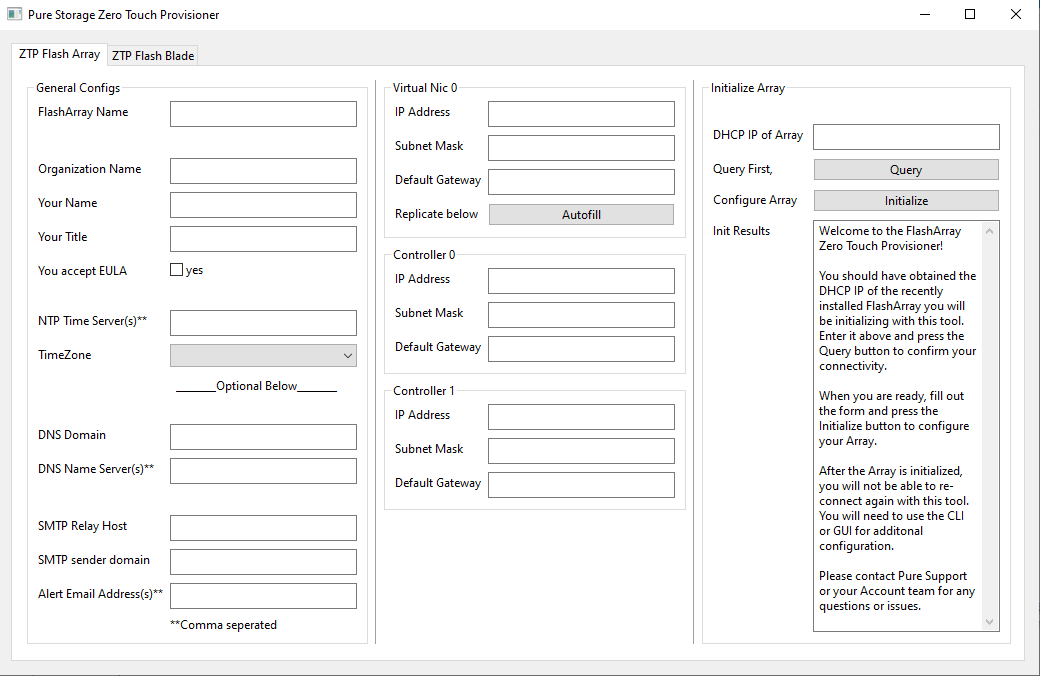 Pure Storage Zero Touch Provisioner
ZTP Flash Array
ZTP Flash Blade
General Configs
FlashArray Name
Organization Name
Your Name
Your Title
You accept EULA
yes
NTP Time Server(s)**
TimeZone
______Optional Below______
DNS Domain
DNS Name Server(s)**
SMTP Relay Host
SMTP sender domain
Alert Email Address(s)**
**Comma seperated
Virtual Nic 0
IP Address
Subnet Mask
Default Gateway
Replicate below
Autofill
Controller 0
IP Address
Subnet Mask
Default Gateway
Controller 1
IP Address
Subnet Mask
Default Gateway
Initialize Array
DHCP IP of Array
Query First,
Query
Configure Array
Initialize
Init Results
Welcome to the FlashArray
Zero Touch Provisioner!
You should have obtained the
DHCP IP of the recently
installed FlashArray you will
be initializing with this tool.
Enter it above and press the
Query button to confirm your
connectivity.
When you are ready, fill out
the form and press the
Initialize button to configure
your Array.
After the Array is initialized,
you will not be able to re-
connect again with this tool.
You will need to use the CLI
or GUI for additonal
configuration.
Please contact Pure Support
or your Account team for any
questions or issues.